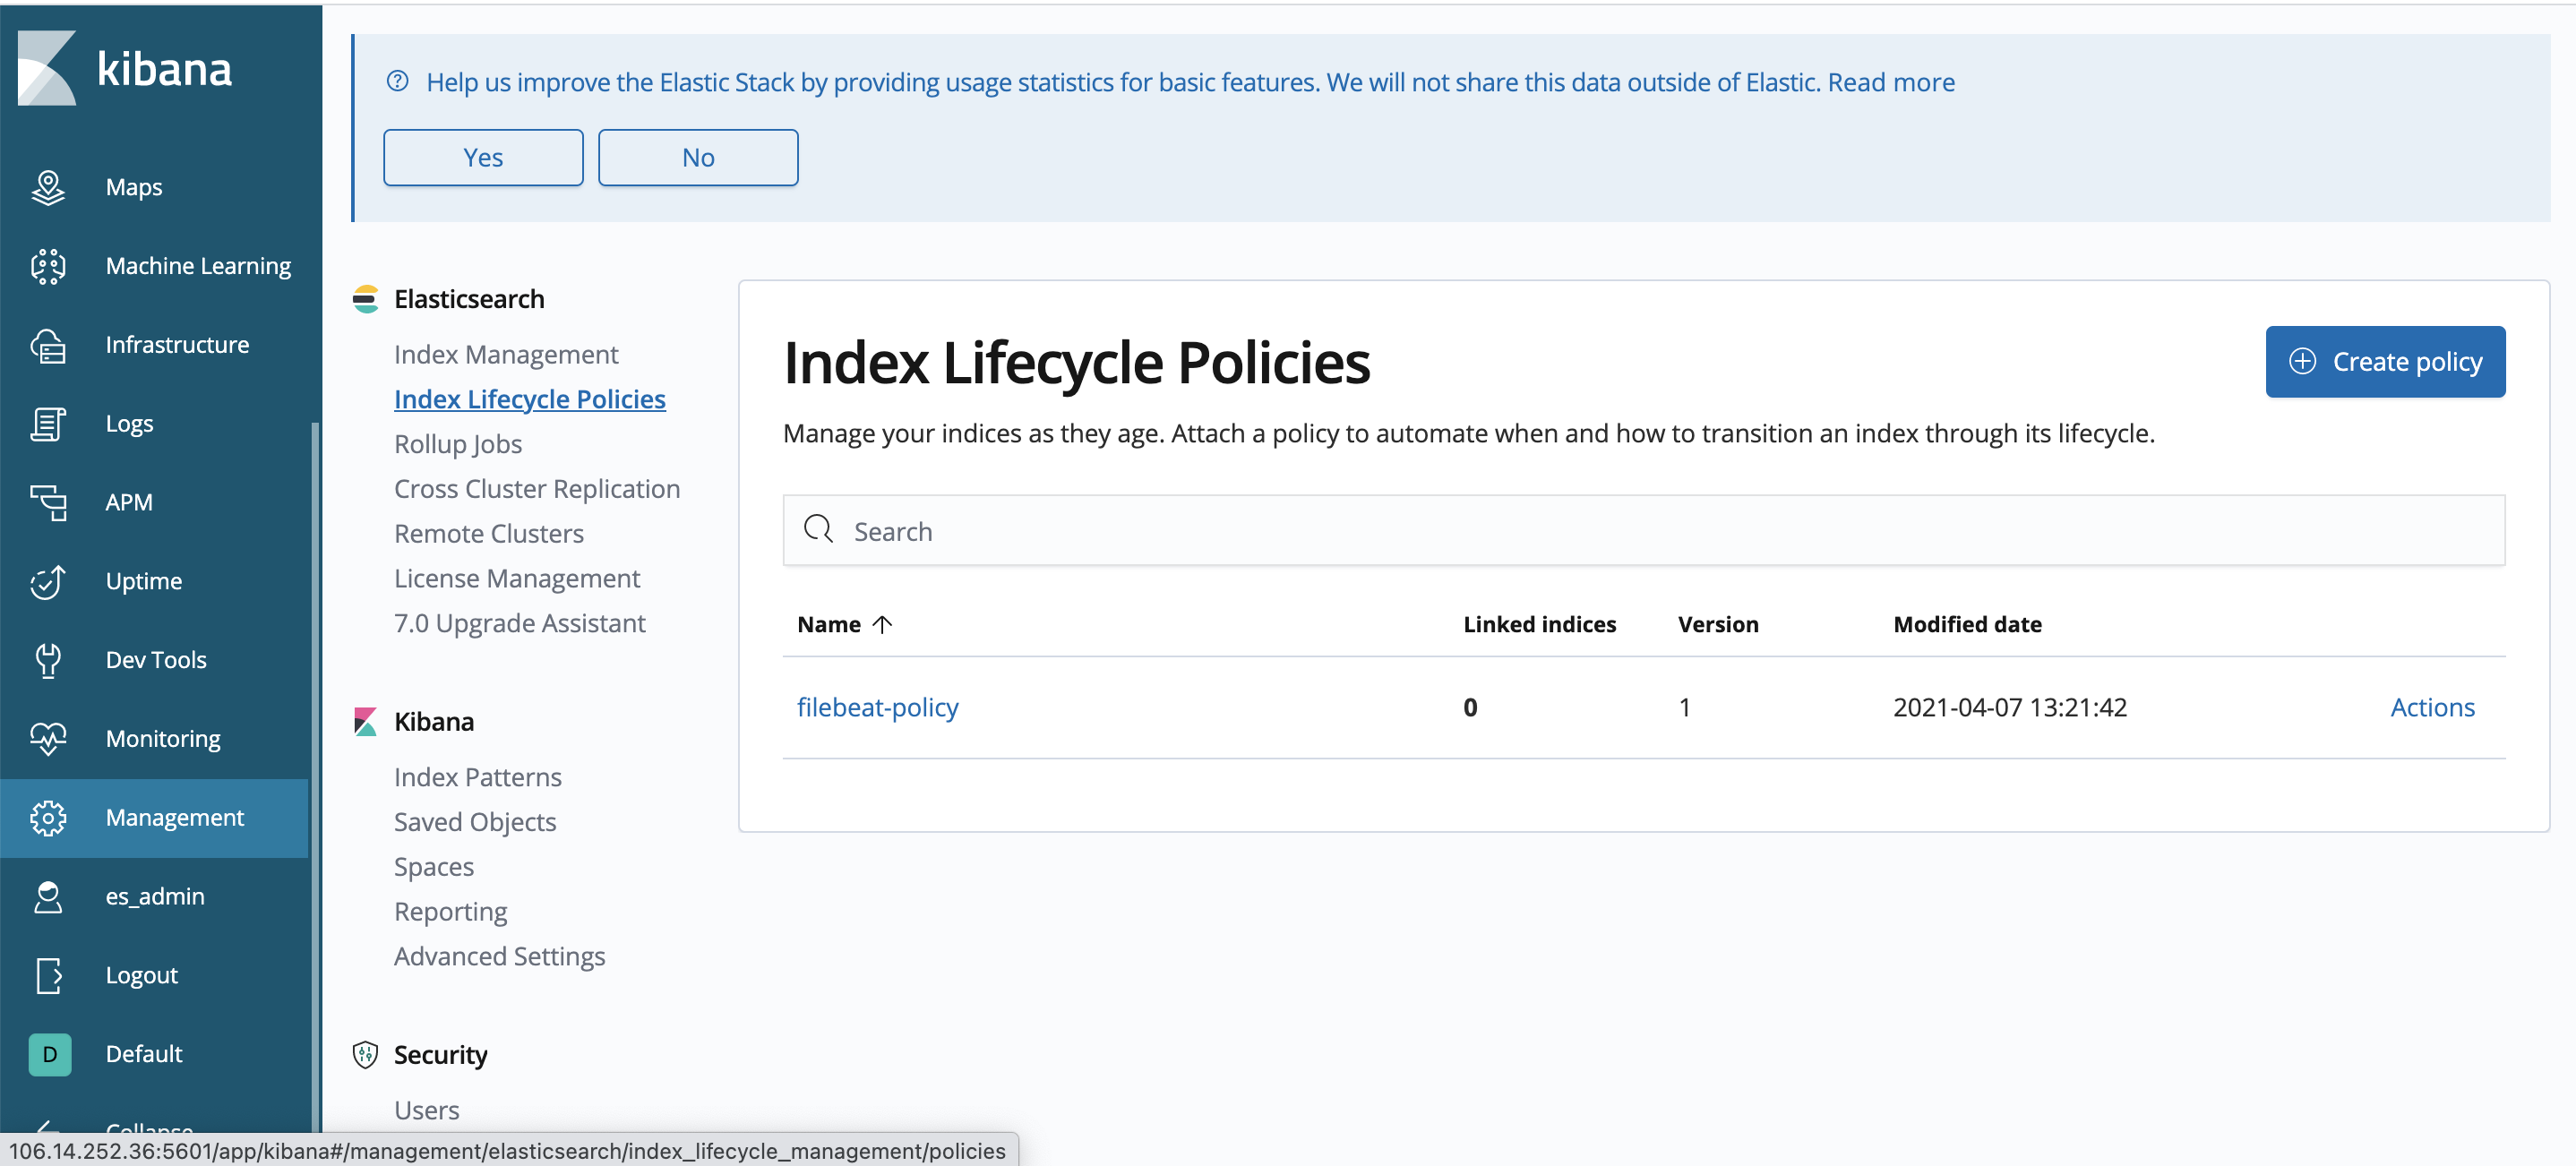 kibana
Maps
Machine Learning
Infrastructure
Logs
APM
Uptime
Dev Tools
Monitoring
Management
es_admin
Logout
D Default
Collapse
Help us improve the Elastic Stack by providing usage statistics for basic features. We will not share this data outside of Elastic. Read more
Yes No
Elasticsearch
Index Management
Index Lifecycle Policies
Rollup Jobs
Cross Cluster Replication
Remote Clusters
License Management
7.0 Upgrade Assistant
Kibana
Index Patterns
Saved Objects
Spaces
Reporting
Advanced Settings
Security
Users
Index Lifecycle Policies
Create policy
Manage your indices as they age. Attach a policy to automate when and how to transition an index through its lifecycle.
Search
Name Linked indices Version Modified date
filebeat-policy 0 1 2021-04-07 13:21:42 Actions
106.14.252.36:5601/app/kibana#/management/elasticsearch/index_lifecycle_management/policies